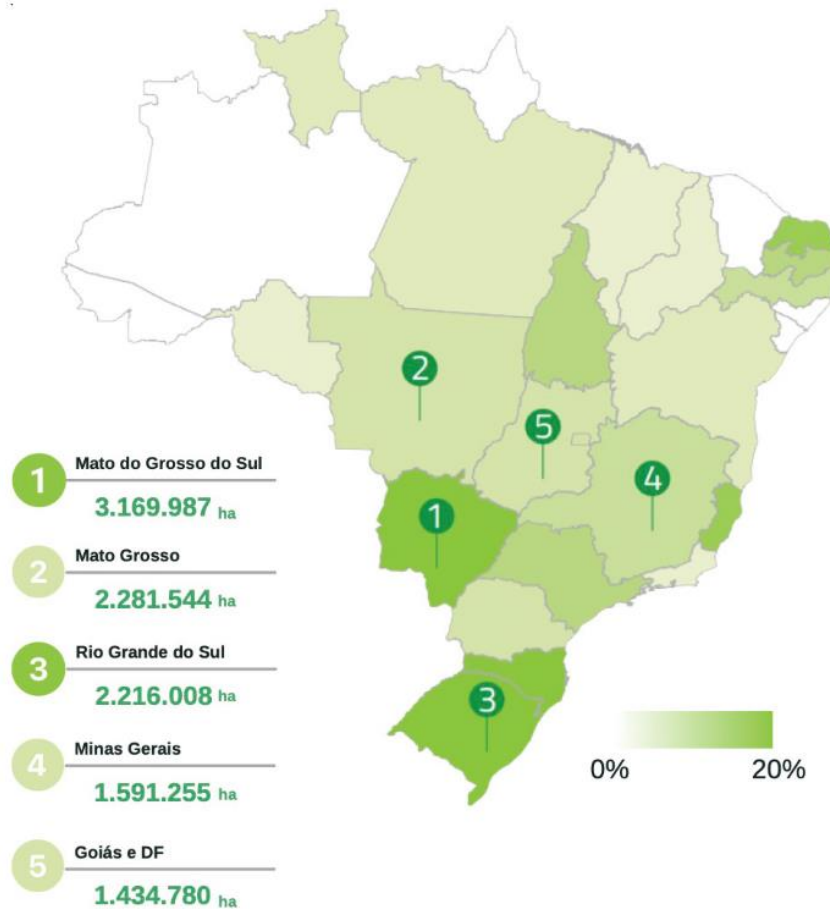 2
5
4
1
3
1 Mato do Grosso do Sul
3.169.987 ha
2 Mato Grosso
2.281.544 ha
3 Rio Grande do Sul
2.216.008 ha
4 Minas Gerais
1.591.255 ha
5 Goiás e DF
1.434.780 ha
0% 20%